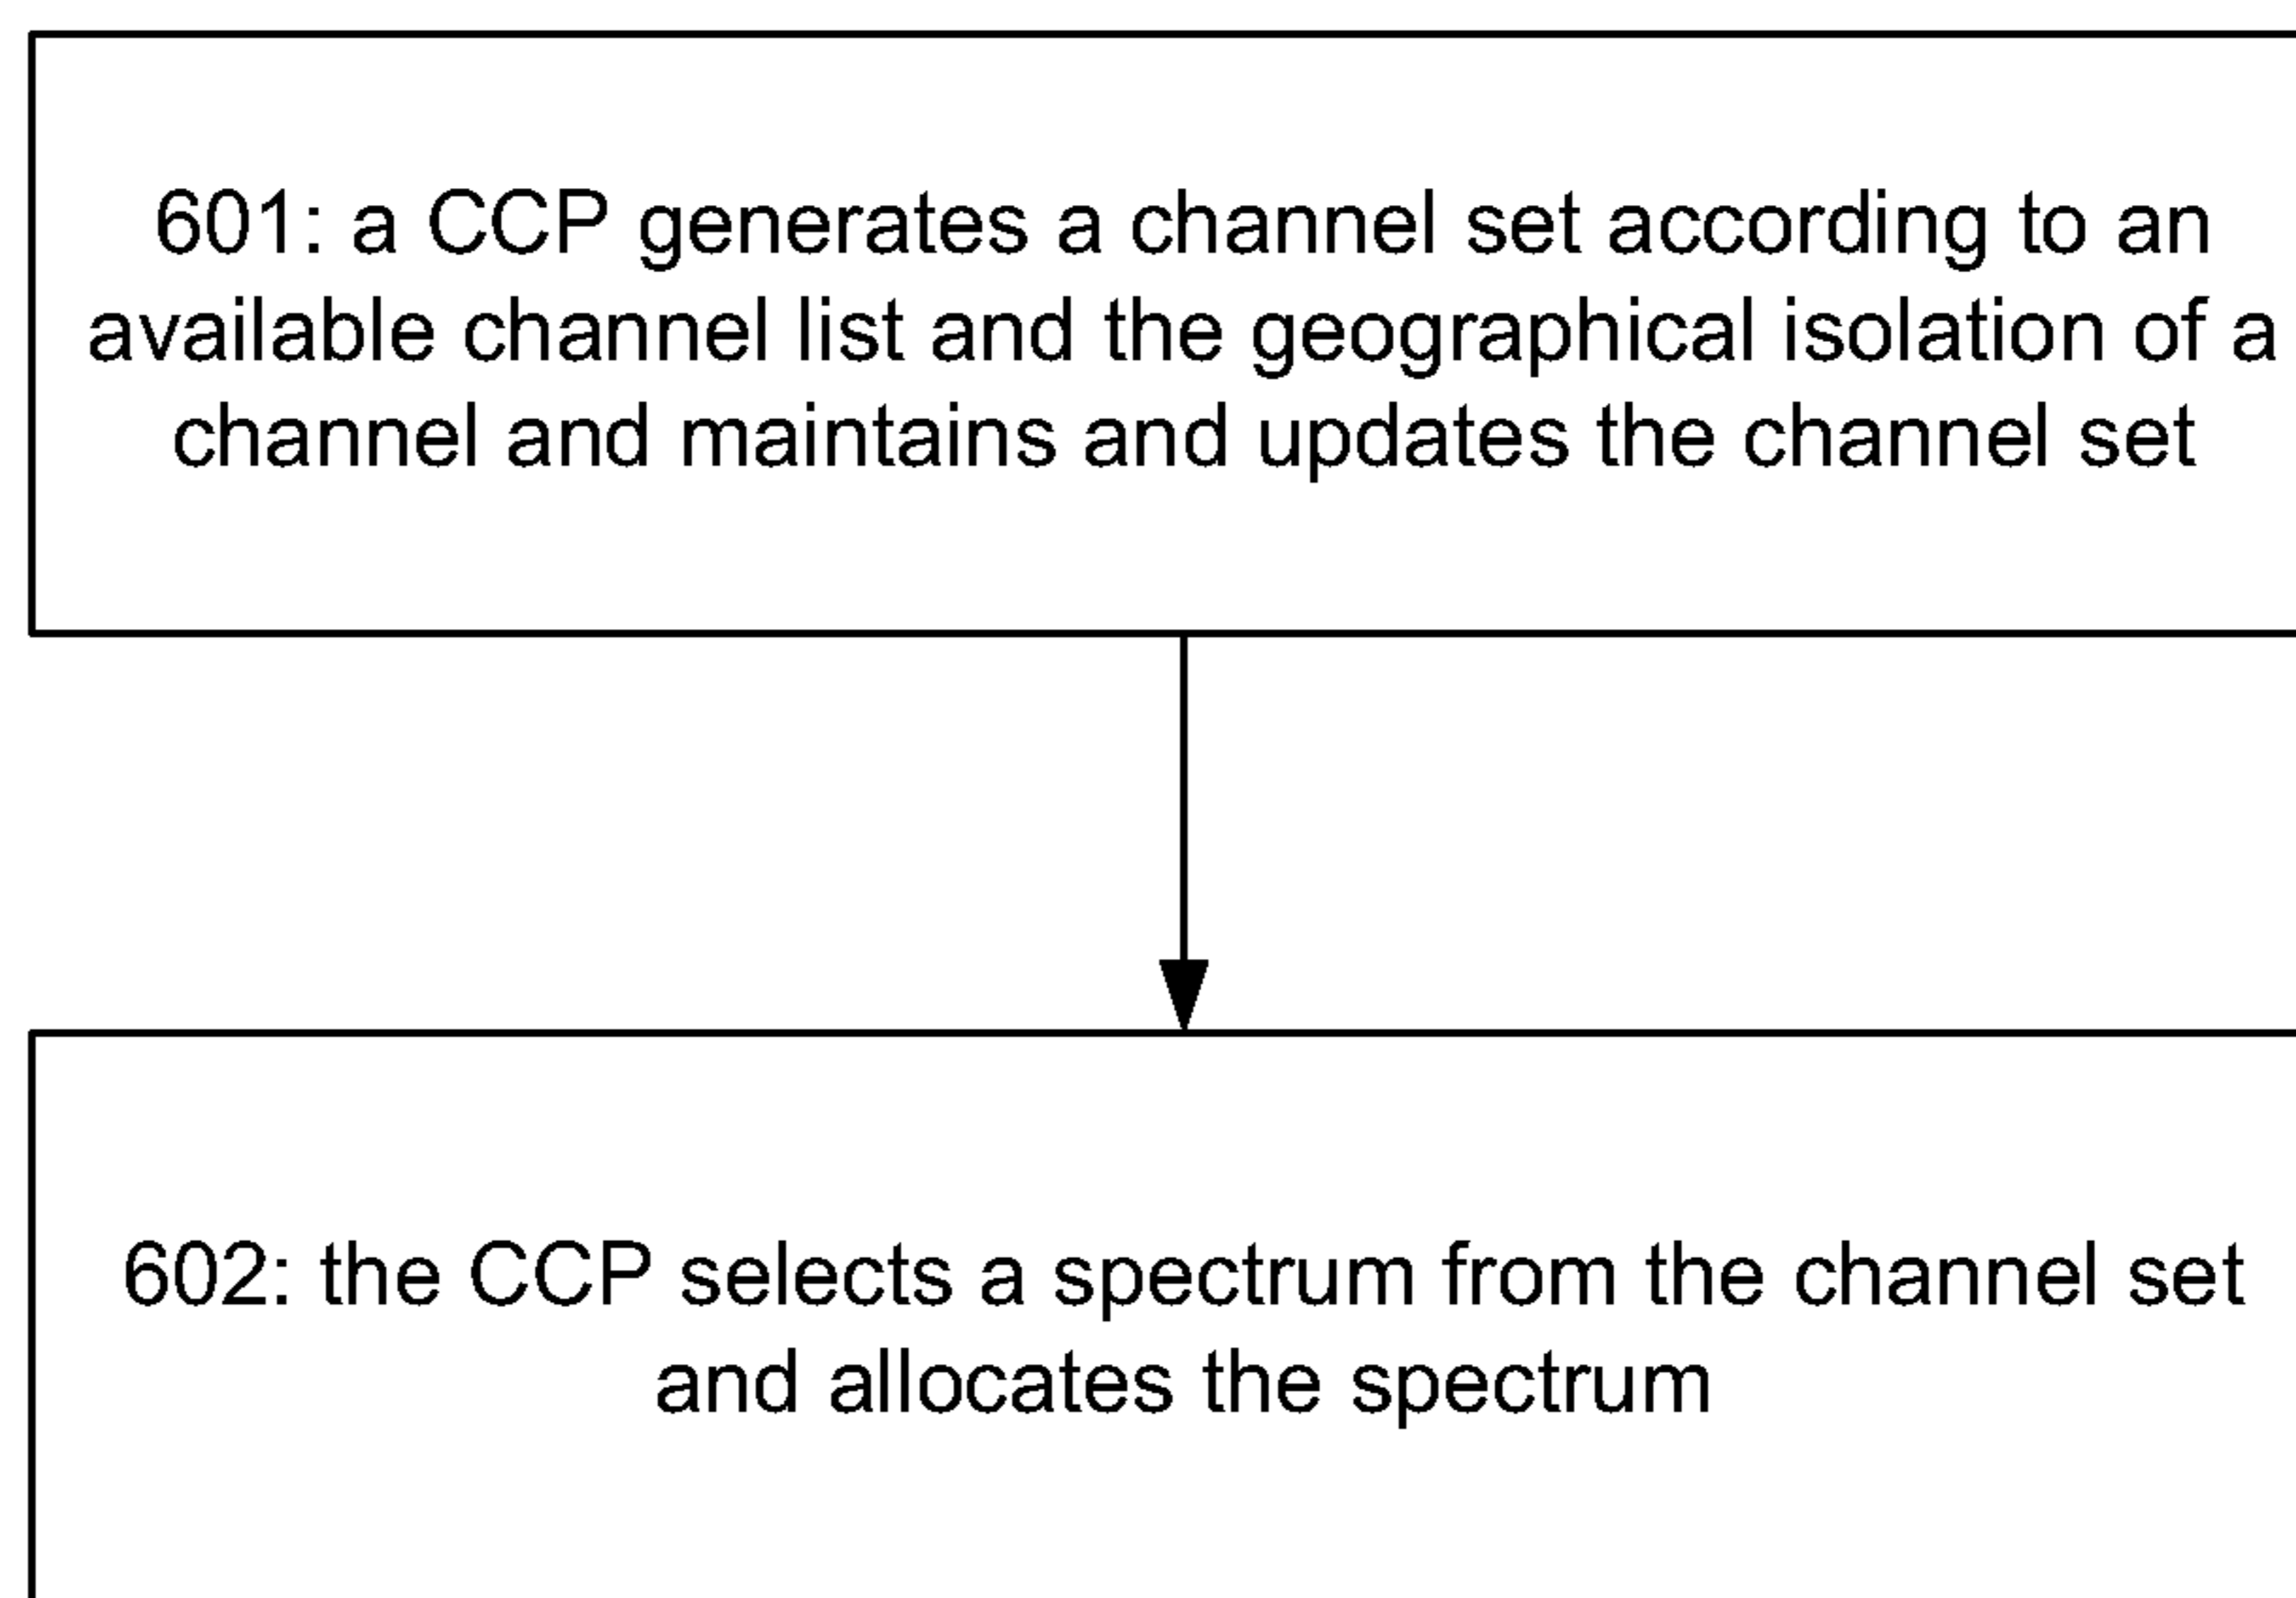 601: a CCP generates a channel set according to an
available channel list and the geographical isolation of a
channel and maintains and updates the channel set
602: the CCP selects a spectrum from the channel set
and allocates the spectrum